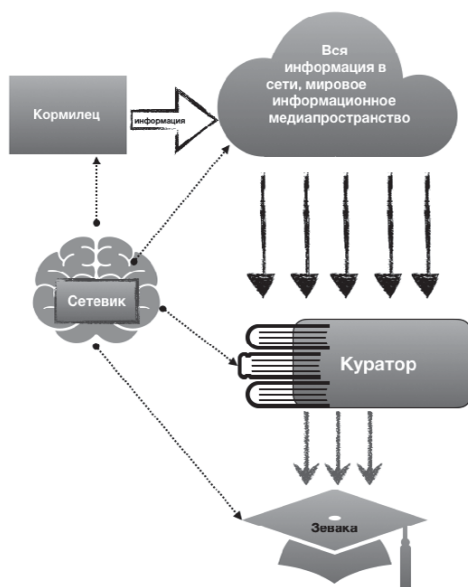 Вся
информация в
сети, мировое
информационное
медиапространство
Кормилец
информация
Сетевик
Куратор
Зевака